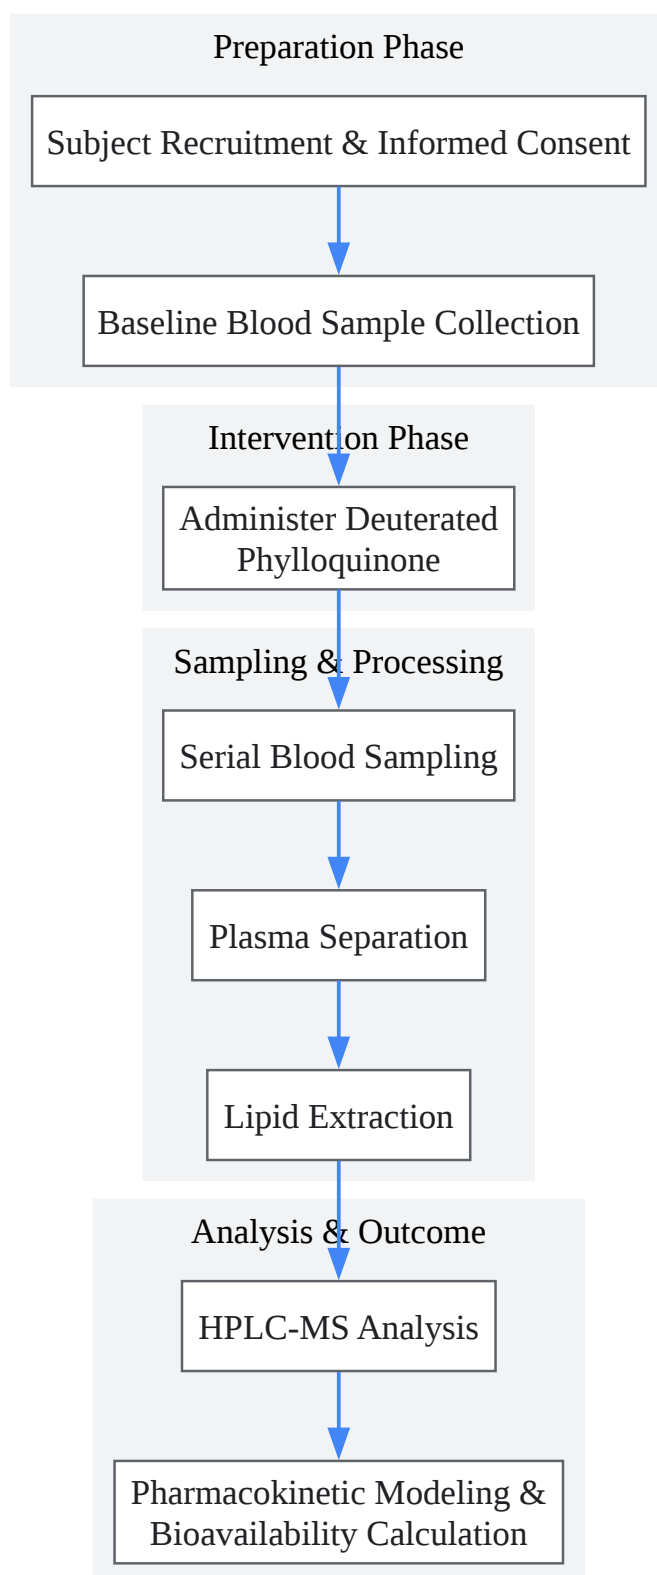 Preparation Phase
Subject Recruitment & Informed Consent
Baseline Blood Sample Collection
Intervention Phase
Administer Deuterated
Phylloquinone
Sampling & Processing
Serial Blood Sampling
Plasma Separation
Lipid Extraction
Analysis & Outcome
HPLC-MS Analysis
Pharmacokinetic Modeling &
Bioavailability Calculation